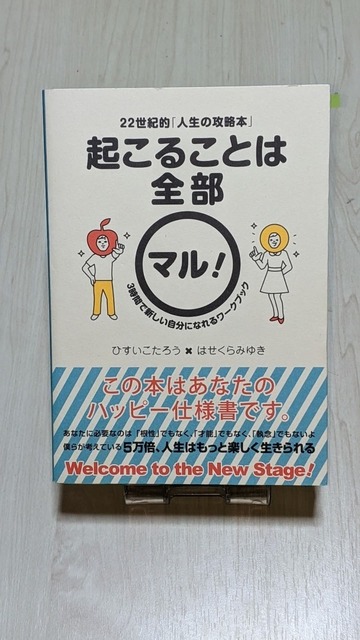 22世紀的「人生の攻略本」
起こることは
全部
マル!
3時間で新しい自分になれるワークブック
ひすいこたろう ✖ はせくらみゆき
この本はあなたの
ハッピー仕様書です。
あなたに必要なのは「根性」でもなく、「才能」でもなく、「執念」でもないよ
僕らが考えている5万倍、人生はもっと楽しく生きられる
Welcome to the New Stage!